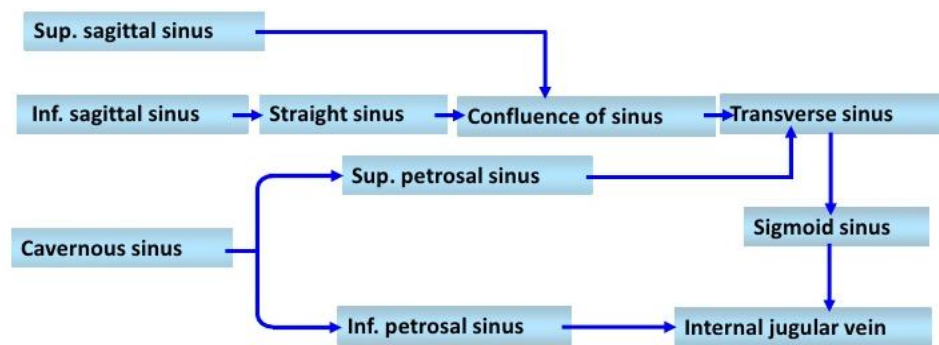 Sup. sagittal sinus
Inf. sagittal sinus
Straight sinus
Confluence of sinus
Transverse sinus
Sup. petrosal sinus
Cavernous sinus
Sigmoid sinus
Inf. petrosal sinus
Internal jugular vein